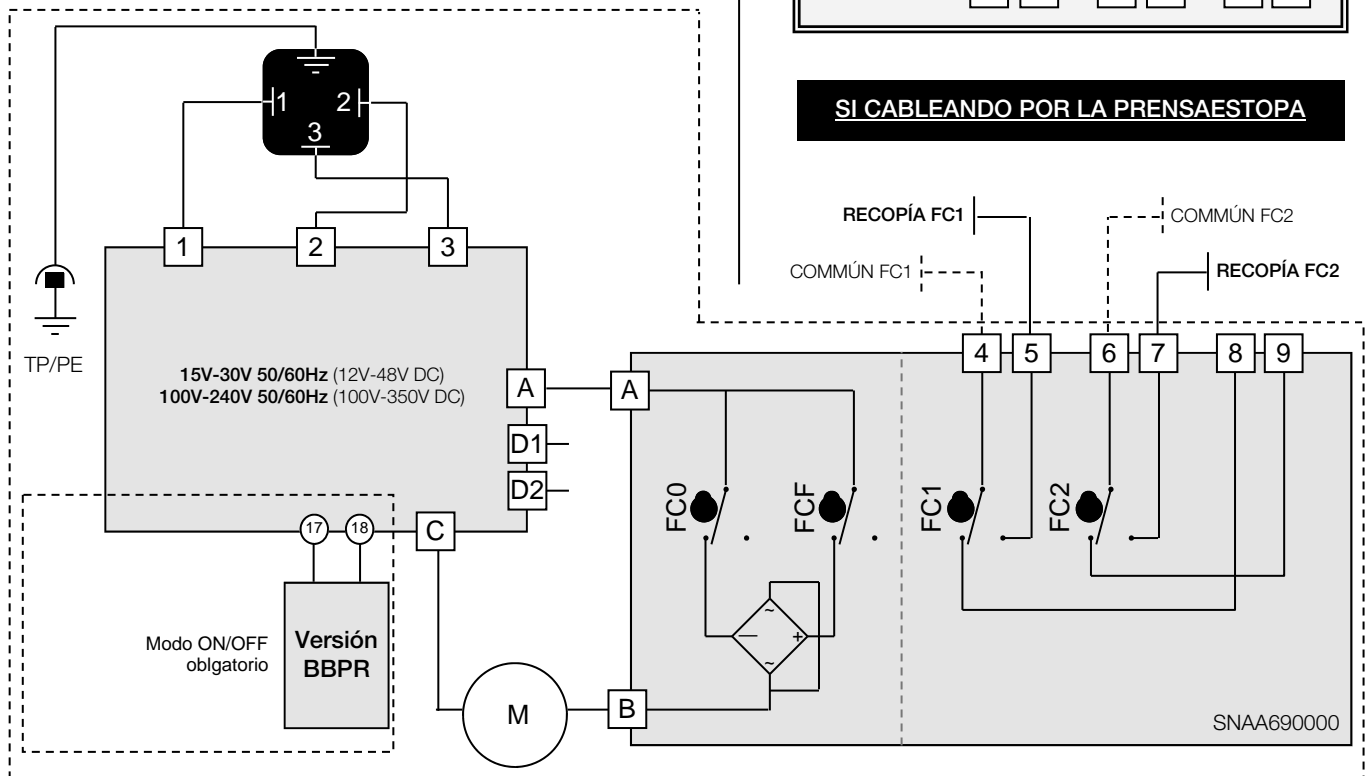 SI CABLEANDO POR LA PRENSAESTOPA
1
2
3
RECOPÍA FC1
COMMÚN FC2
COMMÚN FC1
RECOPÍA FC2
1
2
3
TP/PE
4
5
6
7
8
9
15V-30V 50/60Hz (12V-48V DC)
100V-240V 50/60Hz (100V-350V DC)
A
A
D1
D2
FC0
FCF
FC1
FC2
17
18
C
Modo ON/OFF
oblgatorio
Versión
BBPR
~
—
+
~
M
B
SNAA690000